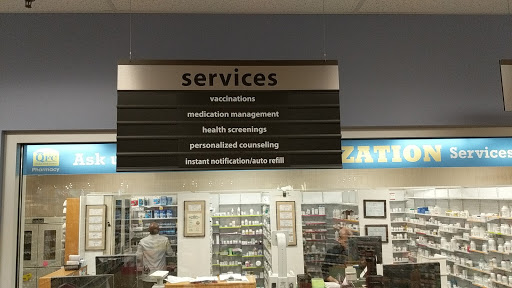 services
vaccinations
medication management
health screenings
personalized counseling
instant notification/auto refill
QFC Ask u ZATION Services
Pharmacy